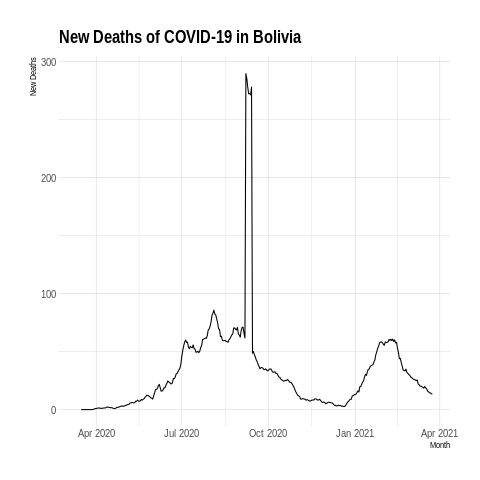 New Deaths of COVID-19 in Bolivia
New Deaths
300
200
100
0
Apr 2020 Jul 2020 Oct 2020 Jan 2021 Apr 2021
Month